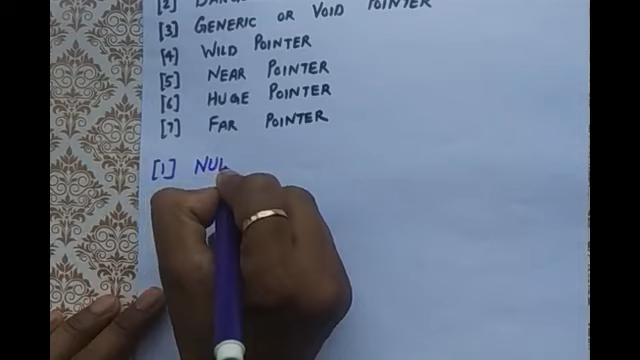 [2]
[3] GENERIC OR VOID POINTER
[4] WILD POINTER
[5] NEAR POINTER
[6] HUGE POINTER
[7] FAR POINTER
[1] NUL